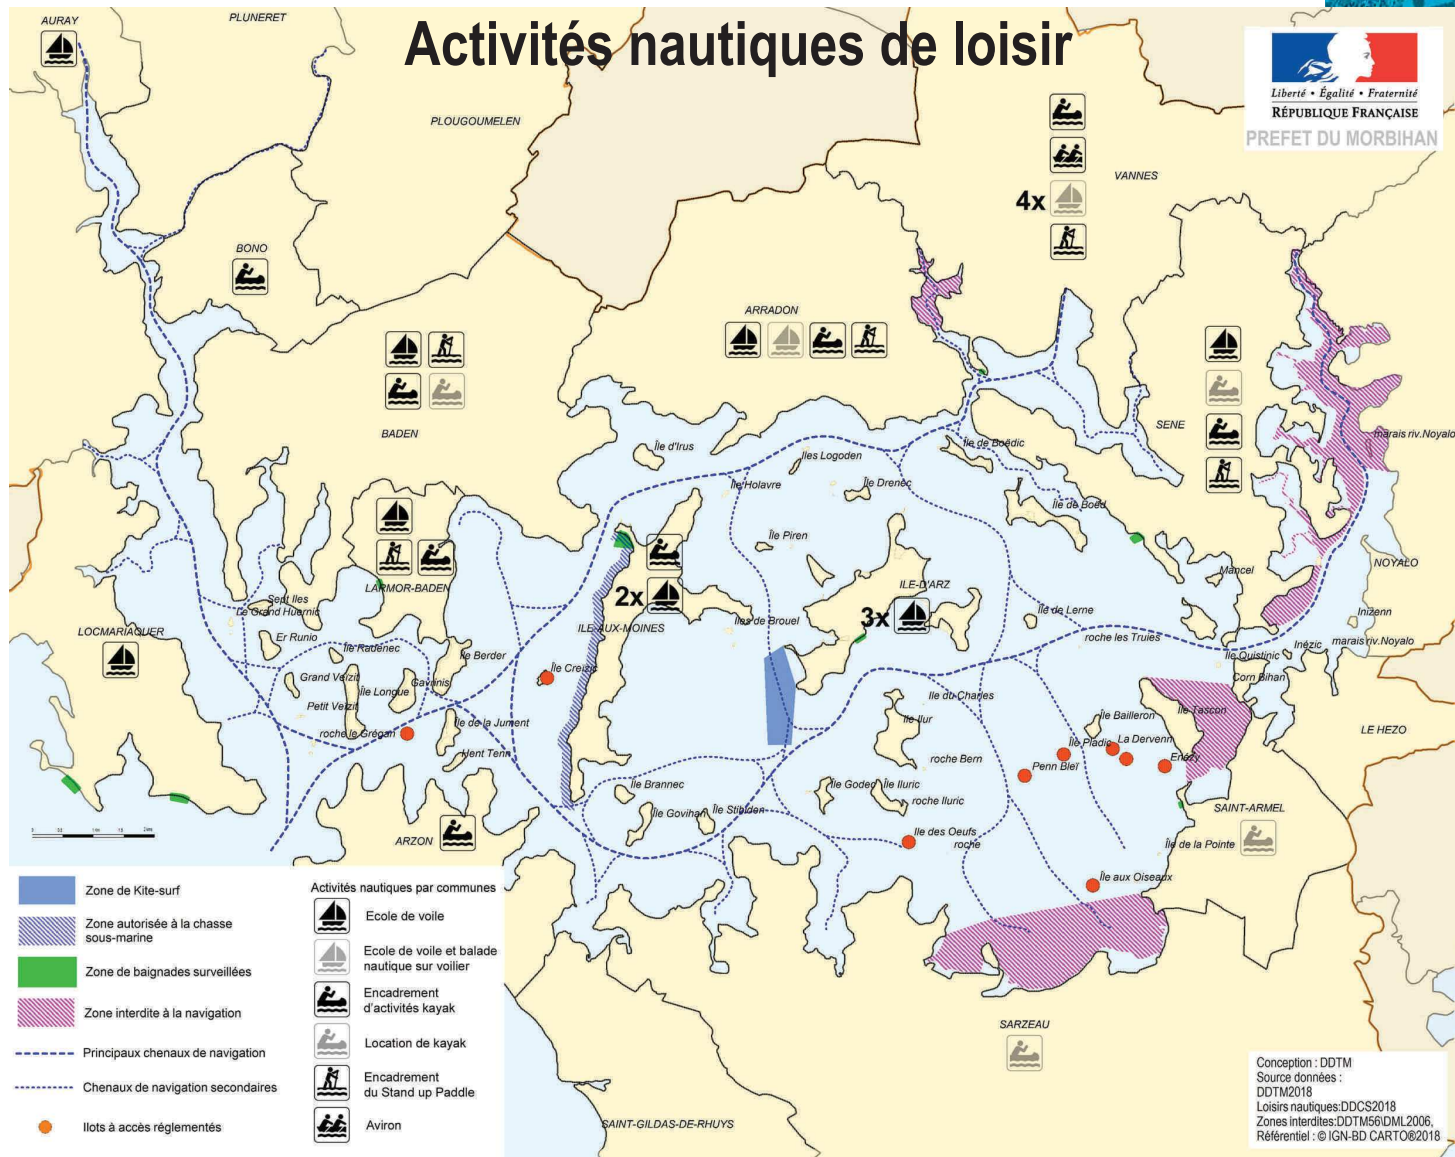 Activités nautiques de loisir
Liberté • Égalité • Fraternité
RÉPUBLIQUE FRANÇAISE
PREFET DU MORBIHAN
AURAY
PLUNERET
PLOUGOUMELEN
VANNES
4x
BONO
ARRADON
BADEN
SENE
marais riv.Noyalo
Île d'Irus
Iles Logoden
Île de Boëdic
Île Holavre
Île Drenec
Île de Boëd
Île Piren
NOYALO
Mancel
LARMOR-BADEN
ILE-D'ARZ
2x
3x
Sept Iles
Le Grand Huernic
ILE-AUX-MOINES
Iles de Brouel
Île de Lerne
Inizenn
LOCMARIAQUER
Er Runio
roche les Truies
Inézic
marais riv.Noyalo
Île Radenec
Île Berder
Île Quistinic
Île Creizic
Corn Bihan
Grand Veïzit
Gavrinis
Île Longue
Ile du Charles
Petit Veïzit
Île Tascon
Île de la Jument
Ile Ilur
Île Bailleron
roche le Grégan
LE HEZO
Île Pladic
La Dervenn
Hent Tenn
roche Bern
Penn Bleï
Enézy
Île Brannec
Île Godec
Île Iluric
roche Iluric
Île Govihan
Île Stibiden
SAINT-ARMEL
ARZON
Ile des Oeufs
roche
Île de la Pointe
Île aux Oiseaux
SARZEAU
SAINT-GILDAS-DE-RHUYS
Zone de Kite-surf
Zone autorisée à la chasse
sous-marine
Zone de baignades surveillées
Zone interdite à la navigation
Principaux chenaux de navigation
Chenaux de navigation secondaires
Ilots à accès réglementés
Activités nautiques par communes
Ecole de voile
Ecole de voile et balade
nautique sur voilier
Encadrement
d'activités kayak
Location de kayak
Encadrement
du Stand up Paddle
Aviron
Conception : DDTM
Source données :
DDTM2018
Loisirs nautiques:DDCS2018
Zones interdites:DDTM56\DML2006,
Référentiel : © IGN-BD CARTO®2018